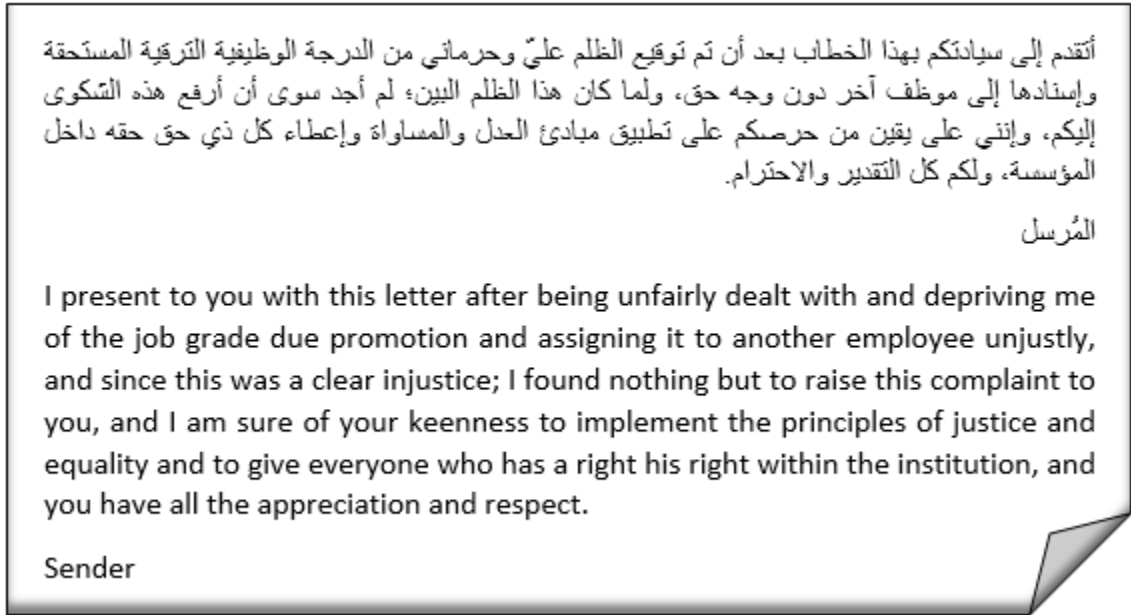 أتقدم إلى سيادتكم بهذا الخطاب بعد أن تم توقيع الظلم عليّ وحرماني من الدرجة الوظيفية الترقية المستحقة
وإسنادها إلى موظف آخر دون وجه حق، ولما كان هذا الظلم البين؛ لم أجد سوى أن أرفع هذه الشكوى
إليكم، وإنني على يقين من حرصكم على تطبيق مبادئ العدل والمساواة وإعطاء كل ذي حق حقه داخل
المؤسسة، ولكم كل التقدير والاحترام.
المُرسل
I present to you with this letter after being unfairly dealt with and depriving me
of the job grade due promotion and assigning it to another employee unjustly,
and since this was a clear injustice; I found nothing but to raise this complaint to
you, and I am sure of your keenness to implement the principles of justice and
equality and to give everyone who has a right his right within the institution, and
you have all the appreciation and respect.
Sender